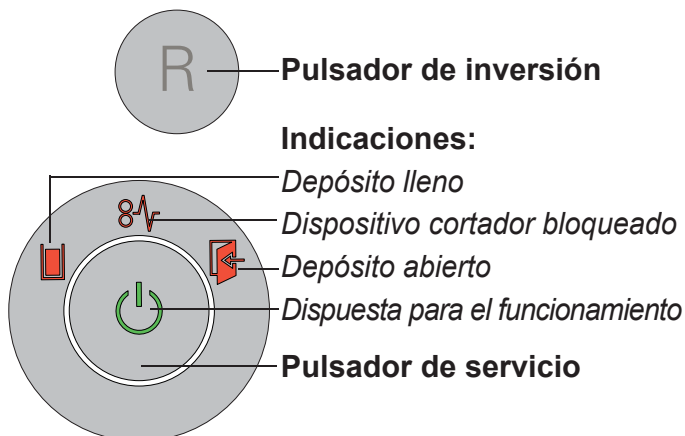 R
Pulsador de inversión
Indicaciones:
Depósito lleno
Dispositivo cortador bloqueado
Depósito abierto
Dispuesta para el funcionamiento
Pulsador de servicio